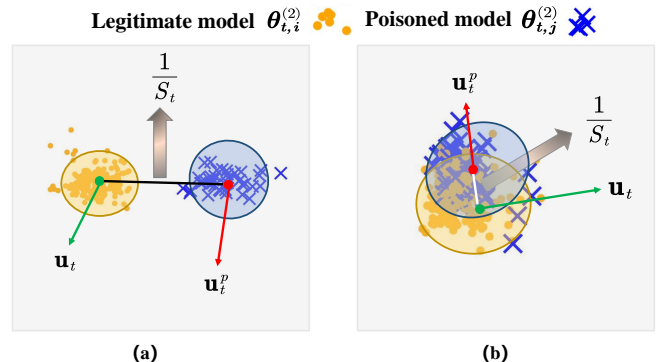 Legitimate model θ_{t,i}^{(2)} Poisoned model θ_{t,j}^{(2)}
1/S_t
u_t
u_t^p
(a)
u_t^p
1/S_t
u_t
(b)